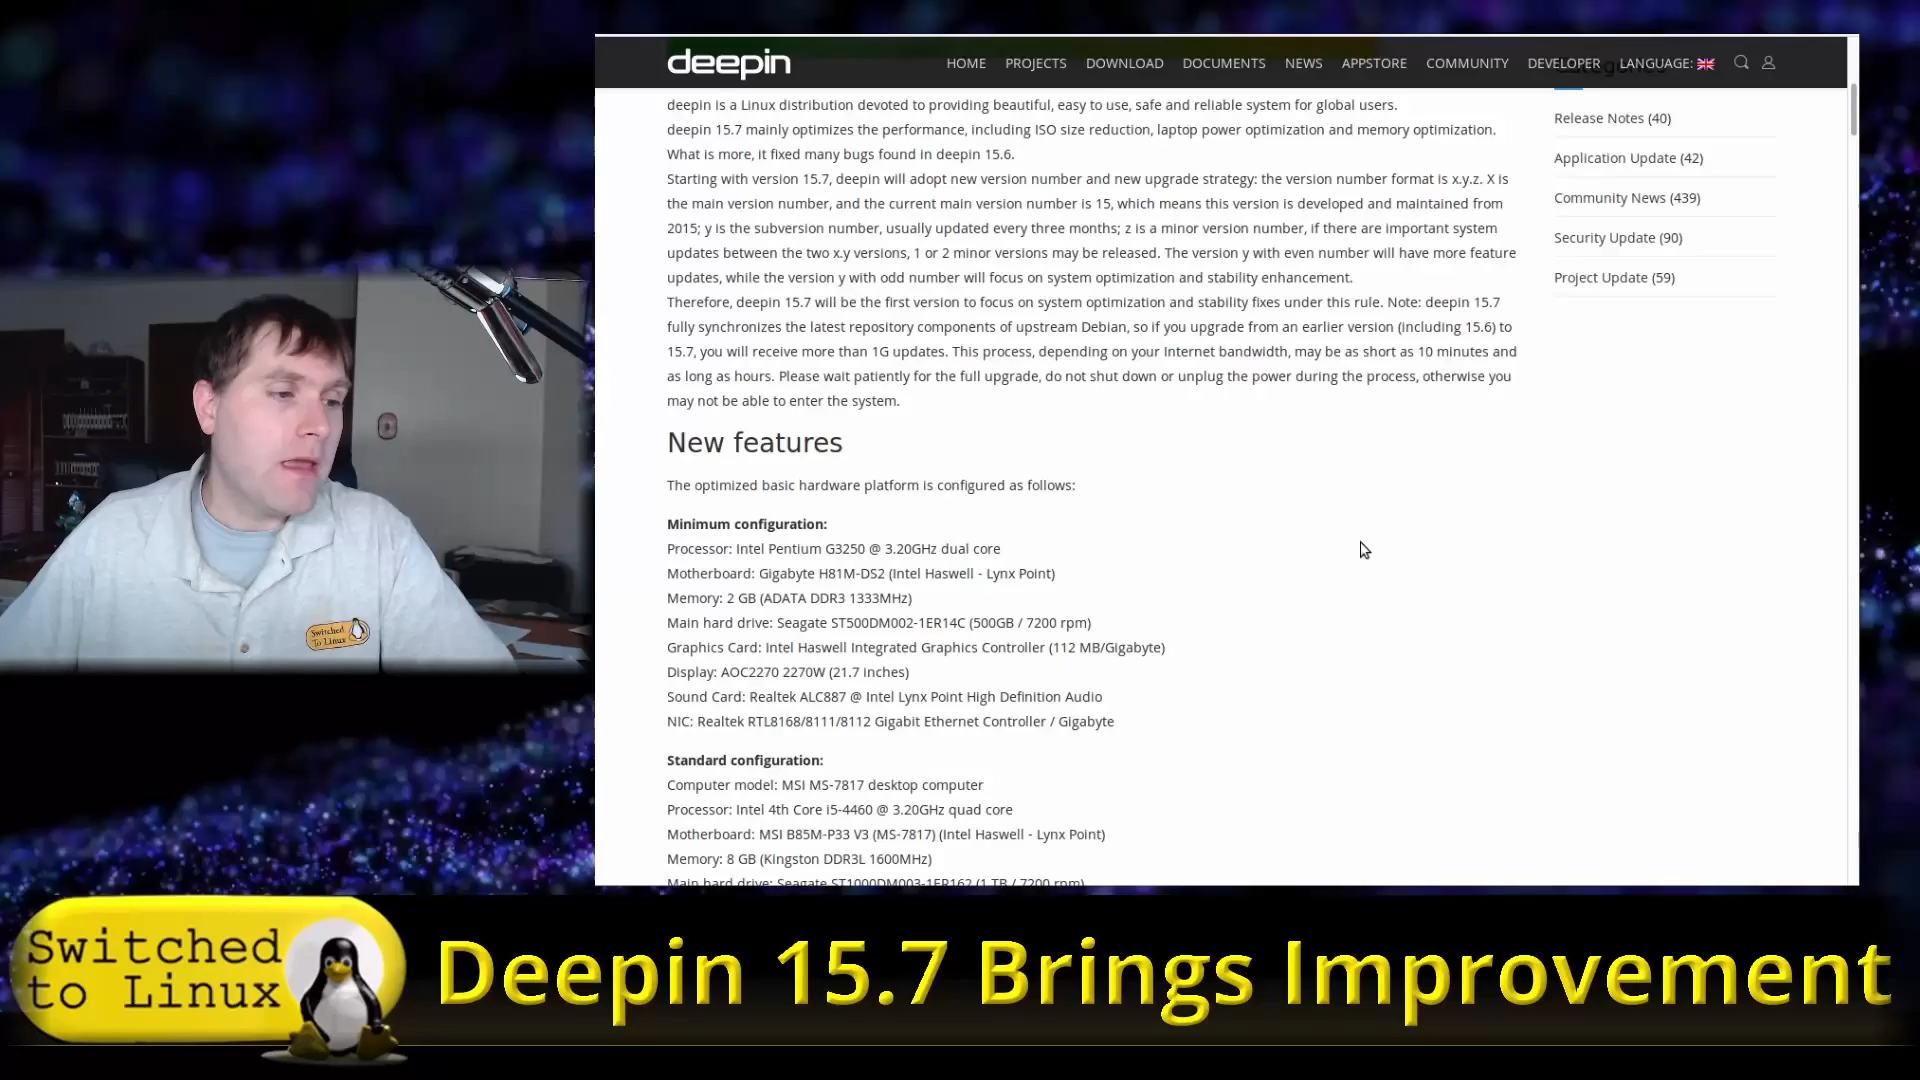 deepin
HOME PROJECTS DOWNLOAD DOCUMENTS NEWS APPSTORE COMMUNITY DEVELOPER LANGUAGE:
deepin is a Linux distribution devoted to providing beautiful, easy to use, safe and reliable system for global users.
deepin 15.7 mainly optimizes the performance, including ISO size reduction, laptop power optimization and memory optimization.
What is more, it fixed many bugs found in deepin 15.6.
Starting with version 15.7, deepin will adopt new version number and new upgrade strategy: the version number format is x.y.z. X is
the main version number, and the current main version number is 15, which means this version is developed and maintained from
2015; y is the subversion number, usually updated every three months; z is a minor version number, if there are important system
updates between the two x.y versions, 1 or 2 minor versions may be released. The version y with even number will have more feature
updates, while the version y with odd number will focus on system optimization and stability enhancement.
Therefore, deepin 15.7 will be the first version to focus on system optimization and stability fixes under this rule. Note: deepin 15.7
fully synchronizes the latest repository components of upstream Debian, so if you upgrade from an earlier version (including 15.6) to
15.7, you will receive more than 1G updates. This process, depending on your Internet bandwidth, may be as short as 10 minutes and
as long as hours. Please wait patiently for the full upgrade, do not shut down or unplug the power during the process, otherwise you
may not be able to enter the system.
New features
The optimized basic hardware platform is configured as follows:
Minimum configuration:
Processor: Intel Pentium G3250 @ 3.20GHz dual core
Motherboard: Gigabyte H81M-DS2 (Intel Haswell - Lynx Point)
Memory: 2 GB (ADATA DDR3 1333MHz)
Main hard drive: Seagate ST500DM002-1ER14C (500GB / 7200 rpm)
Graphics Card: Intel Haswell Integrated Graphics Controller (112 MB/Gigabyte)
Display: AOC2270 2270W (21.7 inches)
Sound Card: Realtek ALC887 @ Intel Lynx Point High Definition Audio
NIC: Realtek RTL8168/8111/8112 Gigabit Ethernet Controller / Gigabyte
Standard configuration:
Computer model: MSI MS-7817 desktop computer
Processor: Intel 4th Core i5-4460 @ 3.20GHz quad core
Motherboard: MSI B85M-P33 V3 (MS-7817) (Intel Haswell - Lynx Point)
Memory: 8 GB (Kingston DDR3L 1600MHz)
Main hard drive: Seagate ST1000DM003-1ER162 (1 TB / 7200 rpm)
Categories
Release Notes (40)
Application Update (42)
Community News (439)
Security Update (90)
Project Update (59)
Switched
To Linux
Switched
to Linux
Deepin 15.7 Brings Improvement